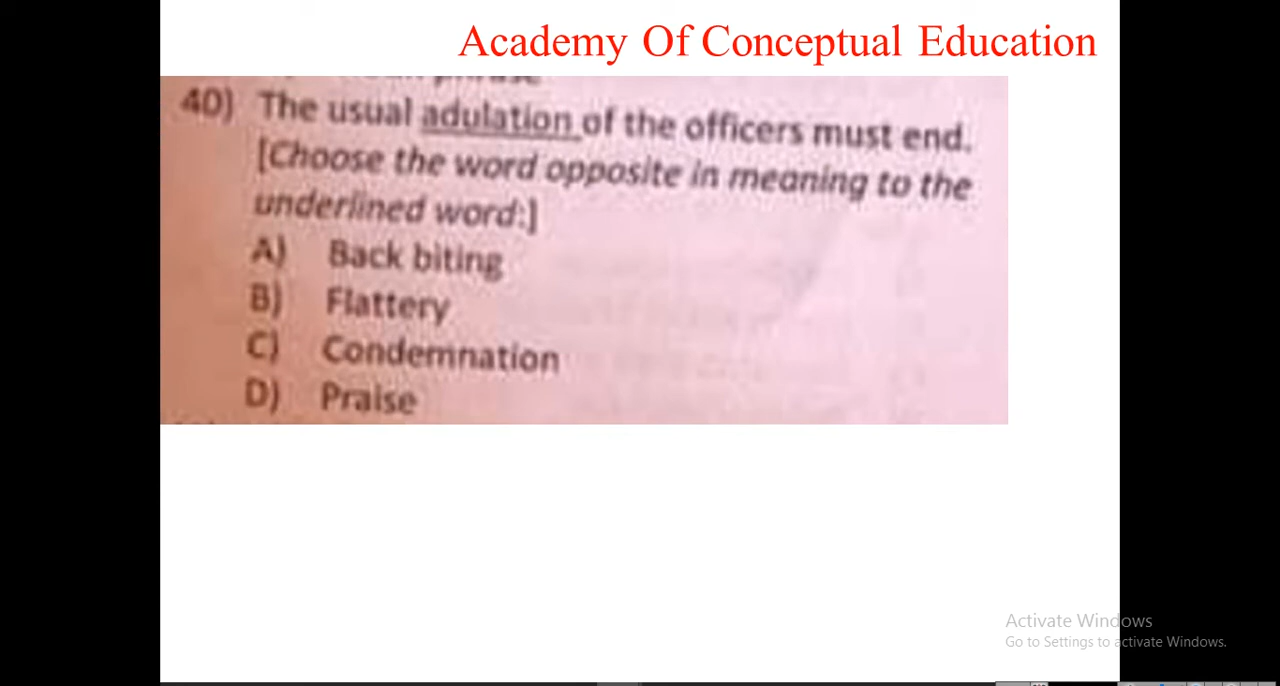 Academy Of Conceptual Education
40) The usual adulation of the officers must end.
[Choose the word opposite in meaning to the
underlined word:]
A) Back biting
B) Flattery
C) Condemnation
D) Praise
Activate Windows
Go to Settings to activate Windows.